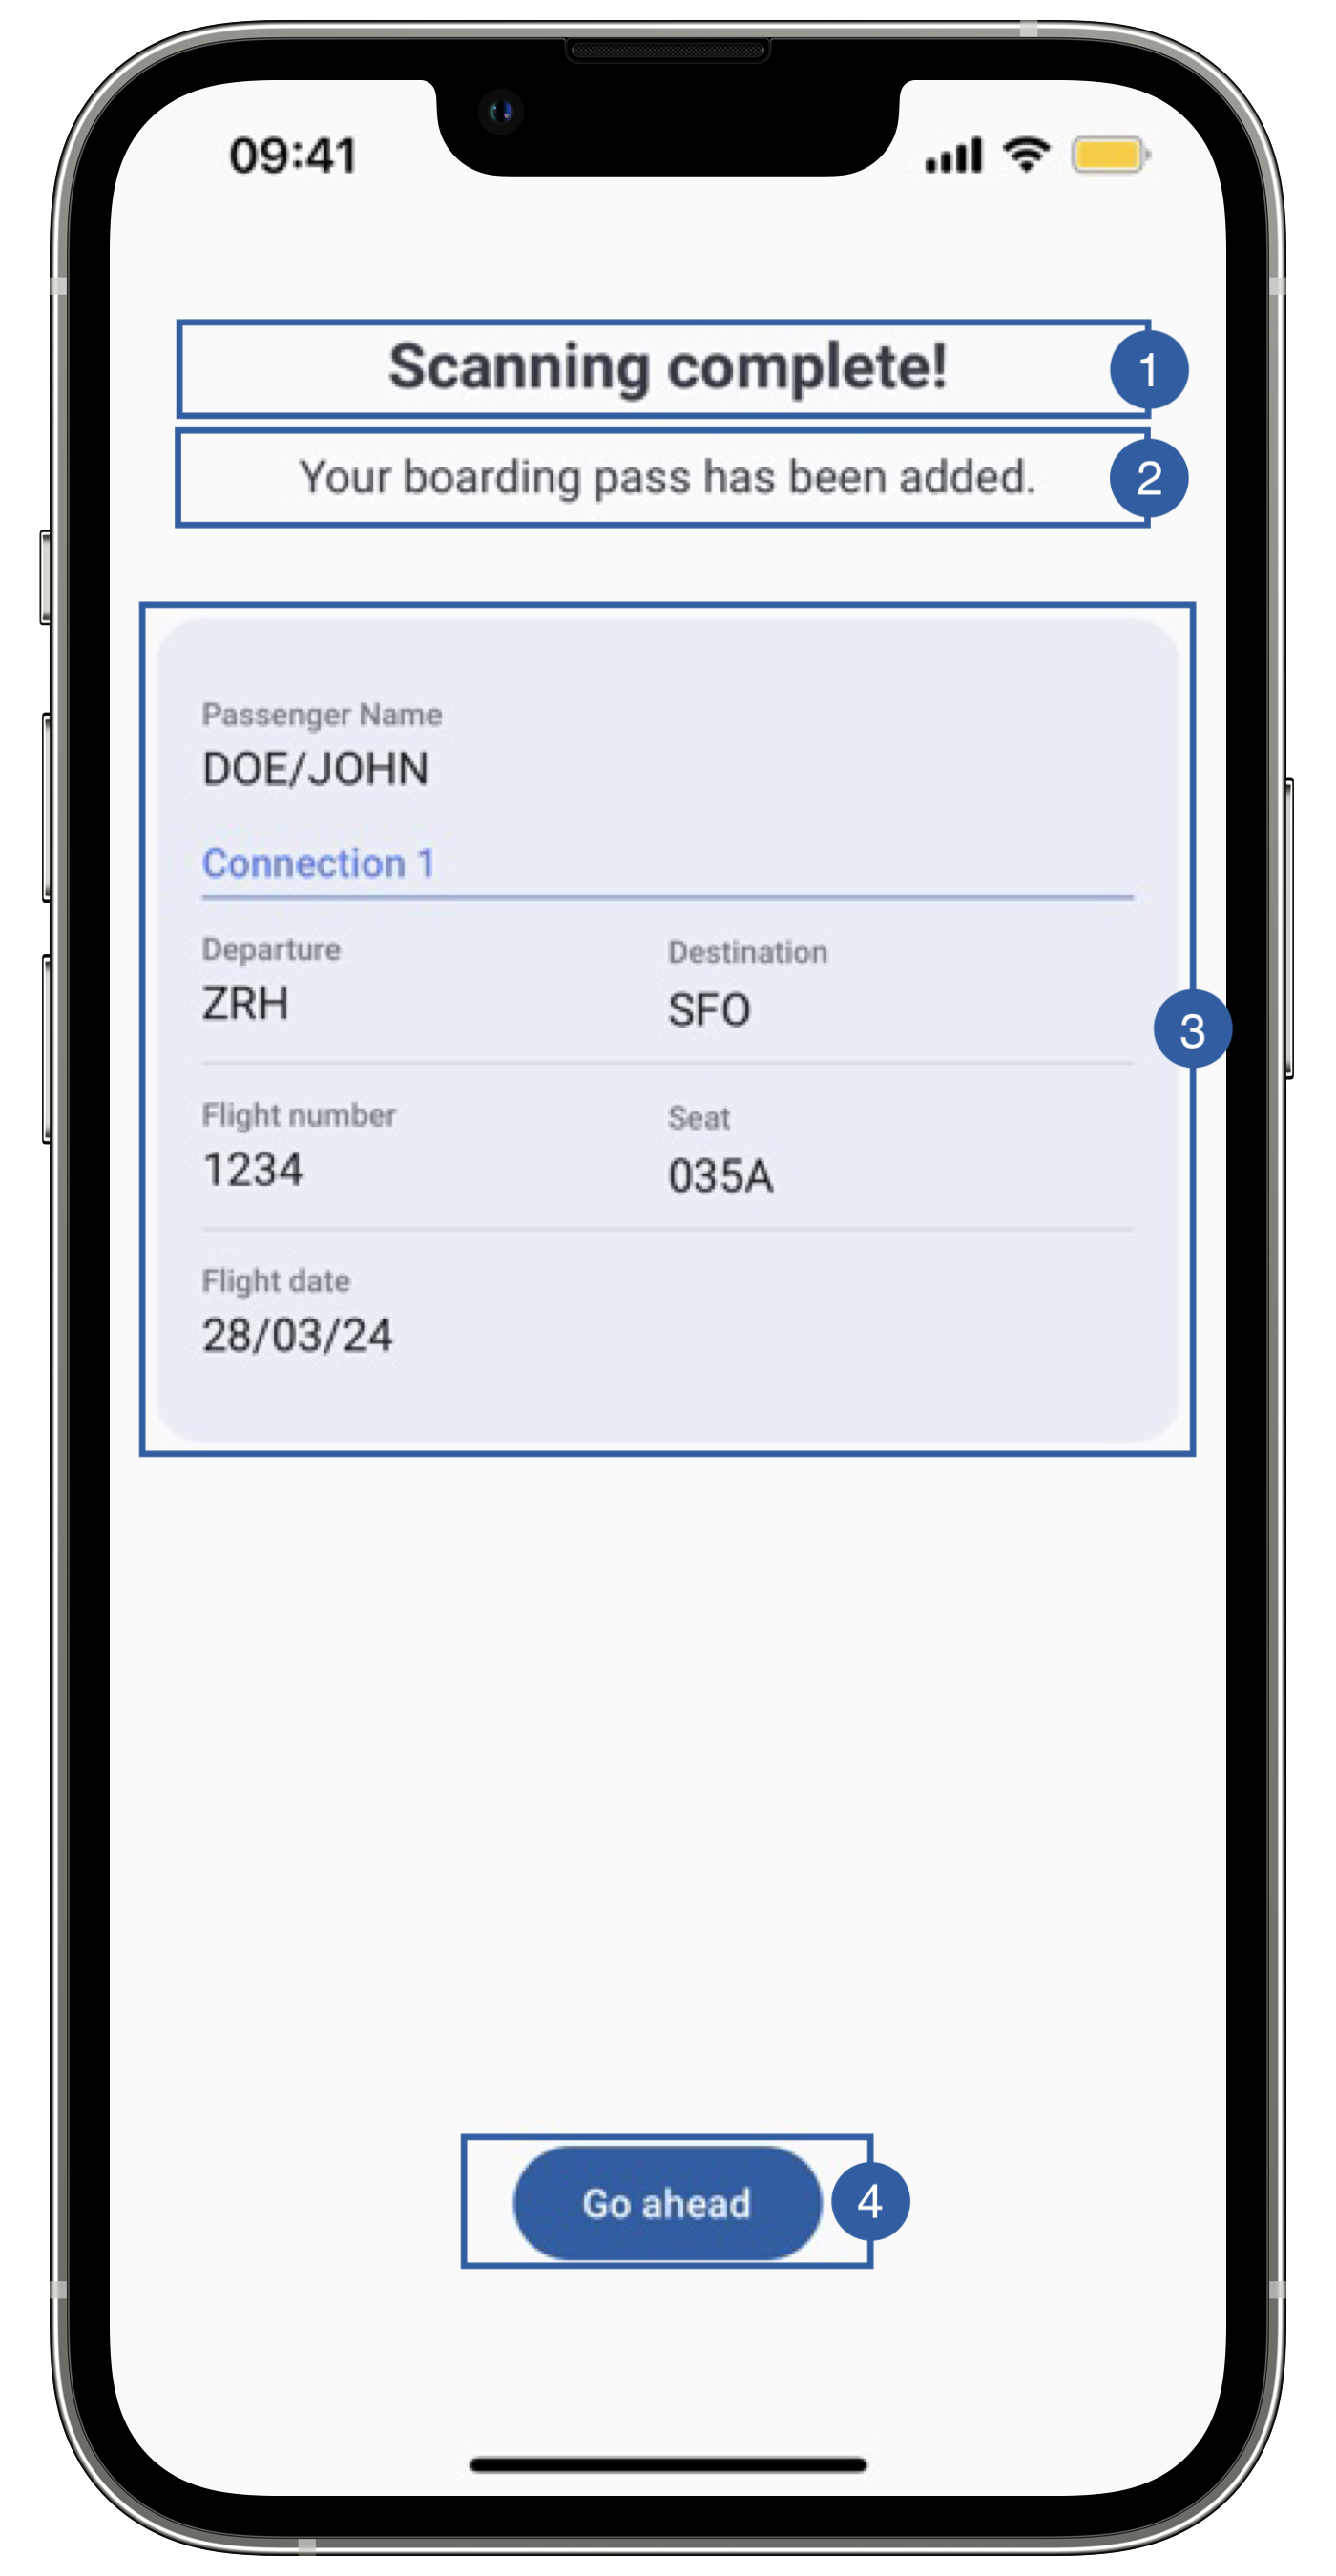 09:41
Scanning complete!
1
Your boarding pass has been added.
2
Passenger Name
DOE/JOHN
Connection 1
Departure Destination
ZRH SFO
3
Flight number Seat
1234 035A
Flight date
28/03/24
Go ahead
4